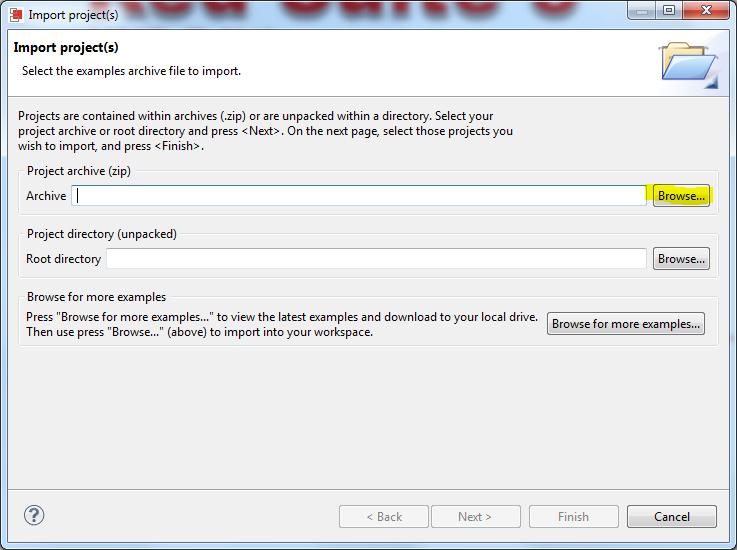 Red Suite 5
Import project(s)
Import project(s)
Select the examples archive file to import.
Projects are contained within archives (.zip) or are unpacked within a directory. Select your
project archive or root directory and press <Next>. On the next page, select those projects you
wish to import, and press <Finish>.
Project archive (zip)
Archive
Browse...
Project directory (unpacked)
Root directory
Browse...
Browse for more examples
Press "Browse for more examples..." to view the latest examples and download to your local drive.
Then use press "Browse..." (above) to import into your workspace.
Browse for more examples...
?
< Back
Next >
Finish
Cancel